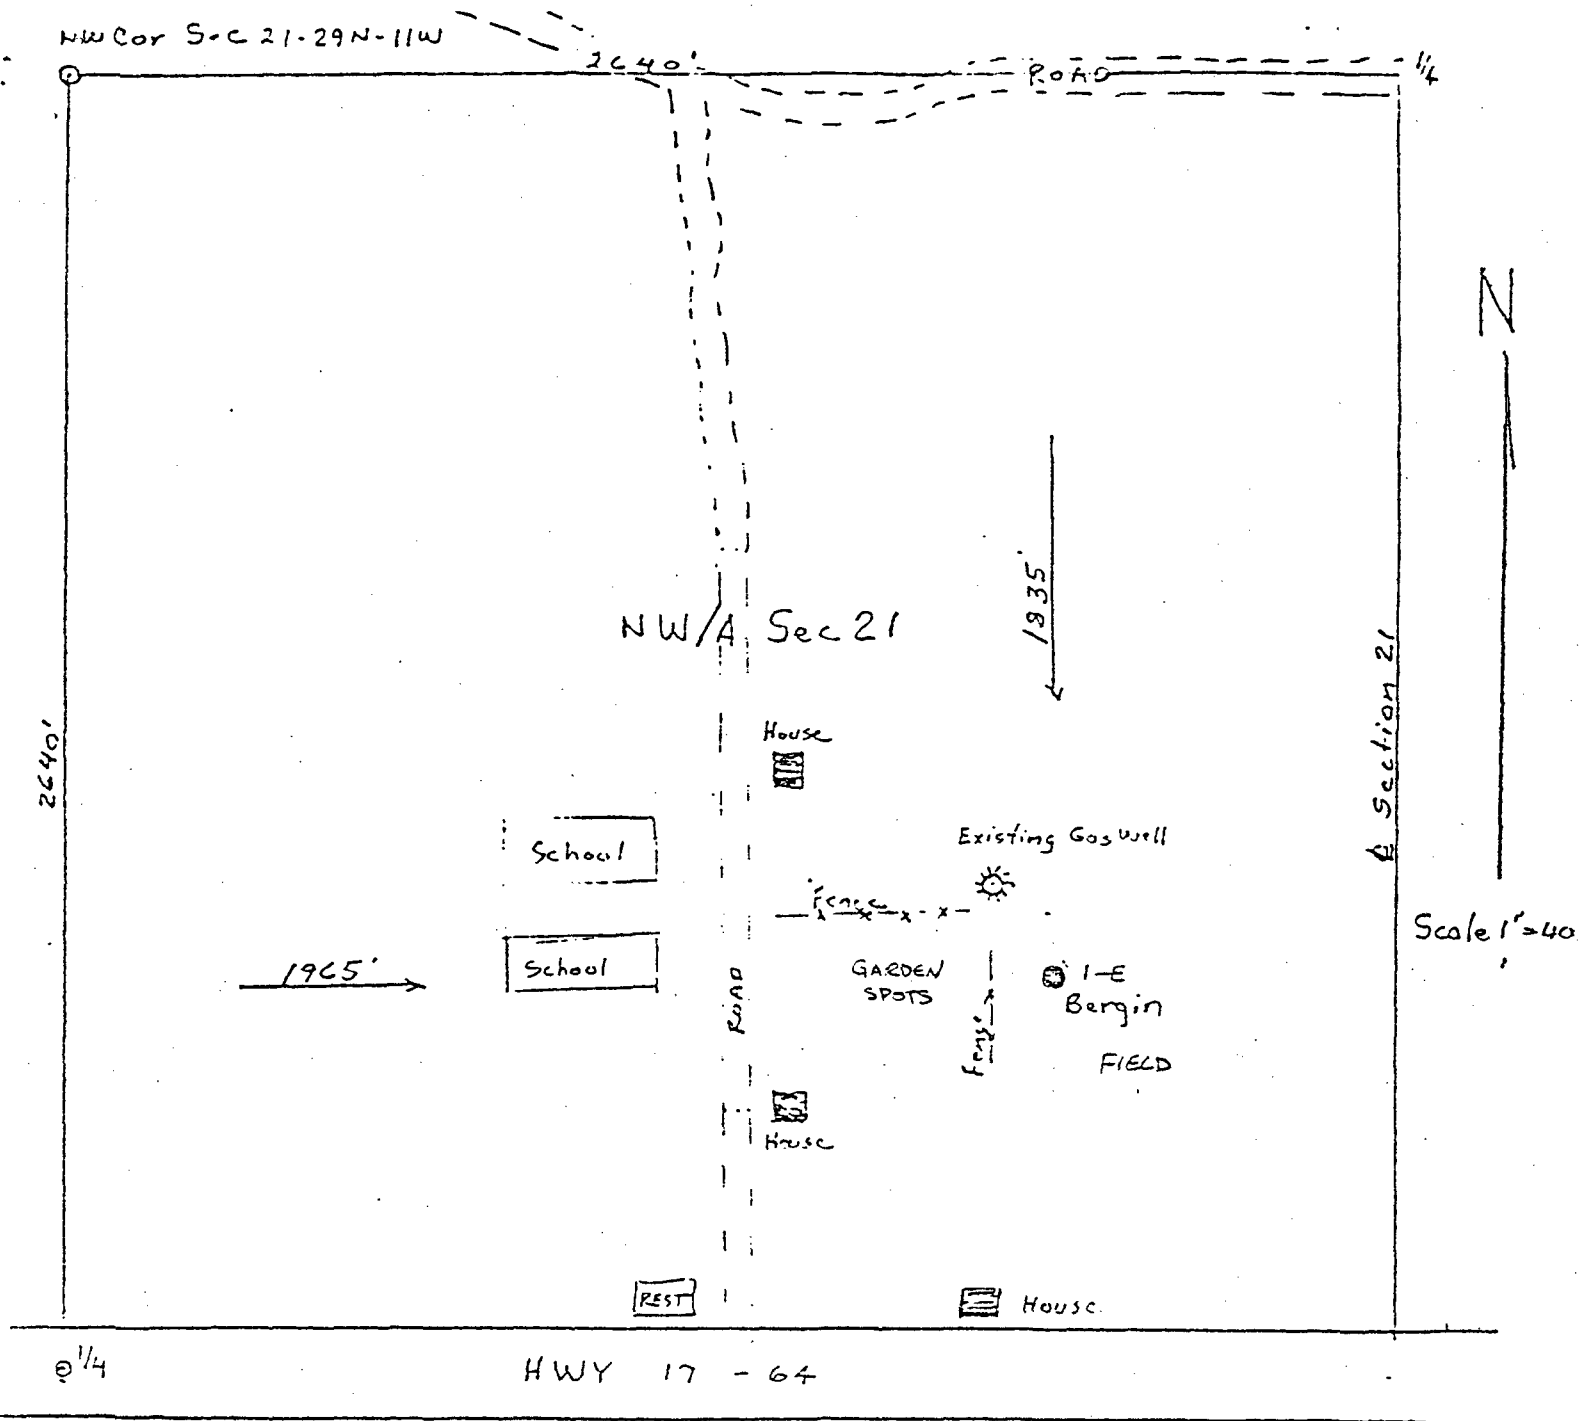 NW Cor Sec 21-29N-11W
2640'
ROAD
1/4
N
1835'
NW/4 Sec 21
2640'
℄ Section 21
House
School
Existing Gas Well
Fence
Scale 1"=40
School
1965'
GARDEN
SPOTS
1-E
Bergin
ROAD
Fence
FIELD
House
REST
House
1/4
HWY 17 - 64